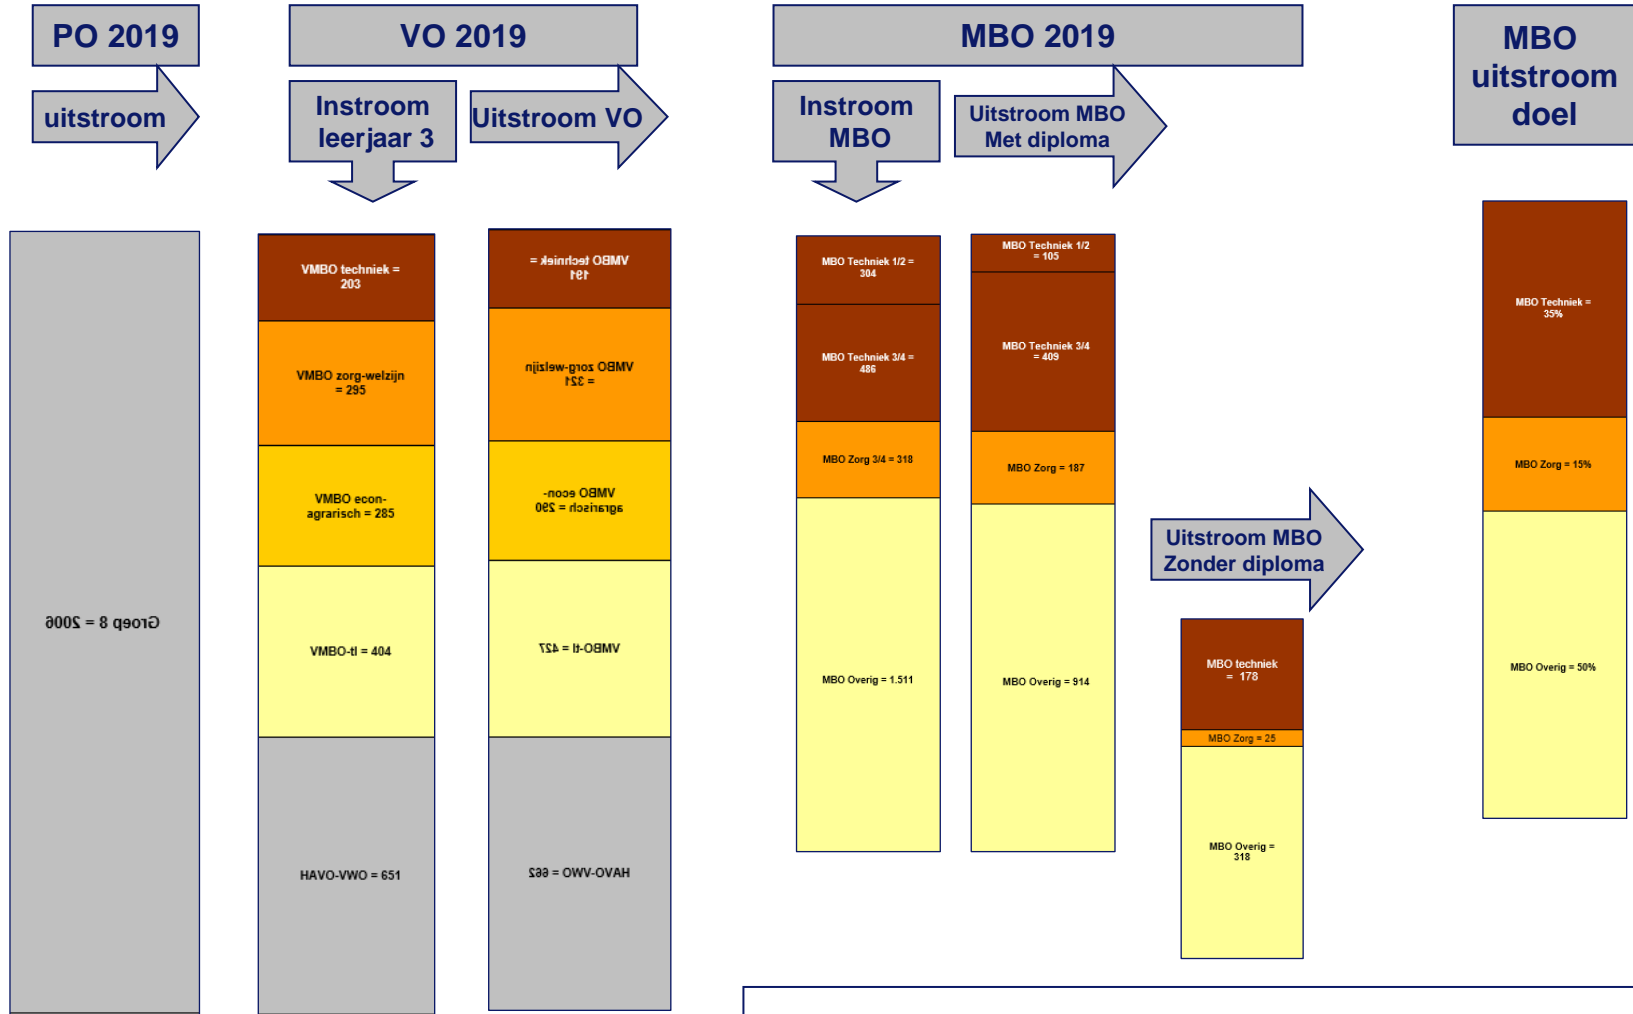 PO 2019
VO 2019
MBO 2019
MBO
uitstroom
doel
uitstroom
Instroom
leerjaar 3
Uitstroom VO
Instroom
MBO
Uitstroom MBO
Met diploma
Groep 8 = 2006
VMBO techniek =
203
VMBO zorg-welzijn
= 295
VMBO econ-
agrarisch = 285
VMBO-tl = 404
HAVO-VWO = 651
VMBO techniek =
191
VMBO zorg-welzijn
= 321
VMBO econ-
agrarisch = 290
VMBO-tl = 427
HAVO-VWO = 662
MBO Techniek 1/2 =
304
MBO Techniek 3/4 =
486
MBO Zorg 3/4 = 318
MBO Overig = 1.511
MBO Techniek 1/2
= 105
MBO Techniek 3/4
= 409
MBO Zorg = 187
MBO Overig = 914
Uitstroom MBO
Zonder diploma
MBO techniek
= 178
MBO Zorg = 25
MBO Overig =
318
MBO Techniek =
35%
MBO Zorg = 15%
MBO Overig = 50%